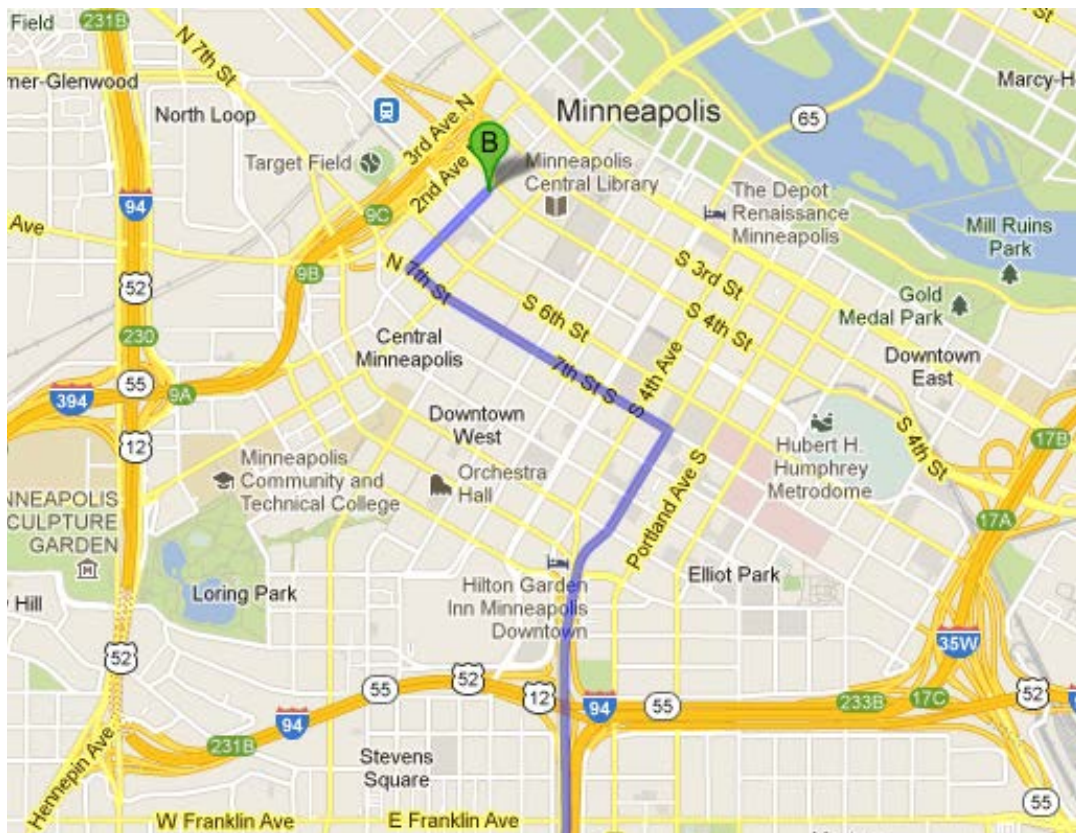 231B
Field
N 7th St
mer-Glenwood
North Loop
Minneapolis
Marcy-H
65
3rd Ave N
B
Target Field
2nd Ave
Minneapolis
Central Library
The Depot
Renaissance
Minneapolis
94
9C
Ave
Mill Ruins
Park
9B
N 7th St
S 3rd St
52
Gold
Medal Park
S 6th St
S 4th St
230
Central
Minneapolis
Downtown
East
7th St S
S 4th Ave
55
394
9A
Downtown
West
S 4th St
17B
12
Hubert H.
Humphrey
Metrodome
Minneapolis
Community and
Technical College
Orchestra
Hall
Portland Ave S
NNEAPOLIS
CULPTURE
GARDEN
17A
Elliot Park
Hilton Garden
Inn Minneapolis
Downtown
Hill
Loring Park
35W
52
55
52
12
94
55
233B
17C
52
94
231B
Hennepin Ave
Stevens
Square
55
W Franklin Ave
E Franklin Ave